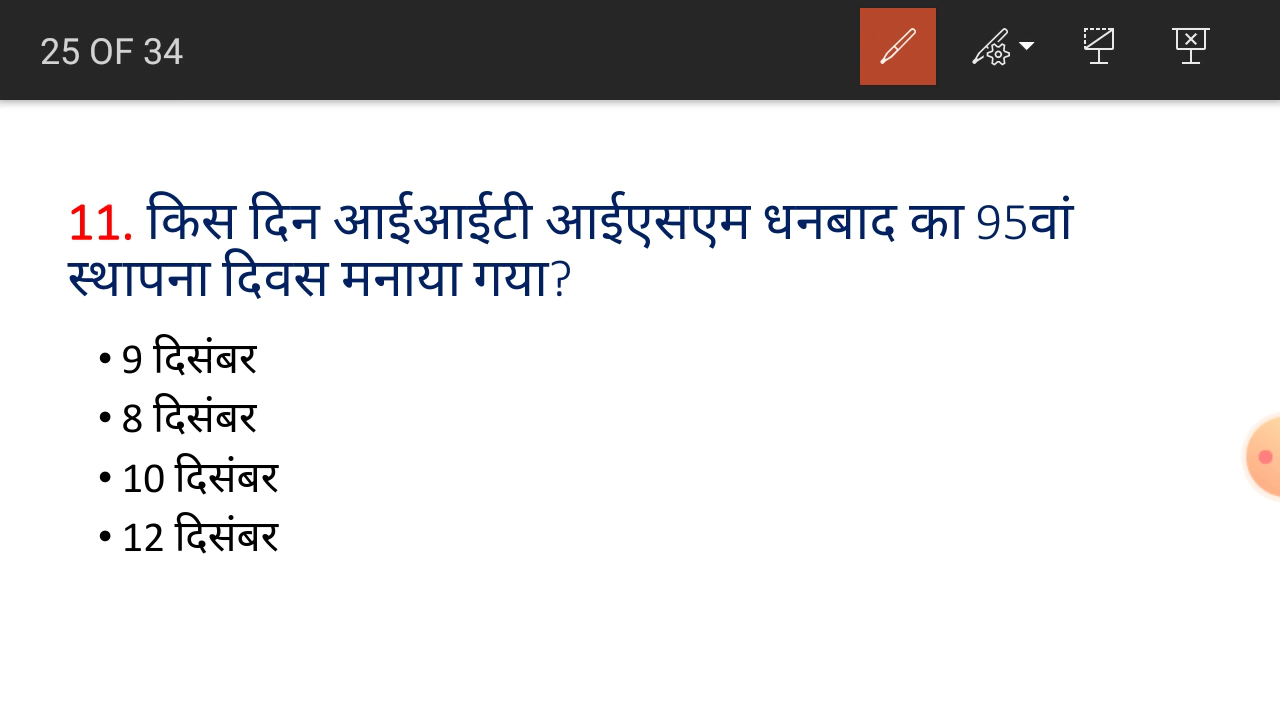 25 OF 34
11. किस दिन आईआईटी आईएसएम धनबाद का 95वां
स्थापना दिवस मनाया गया?
• 9 दिसंबर
• 8 दिसंबर
• 10 दिसंबर
• 12 दिसंबर